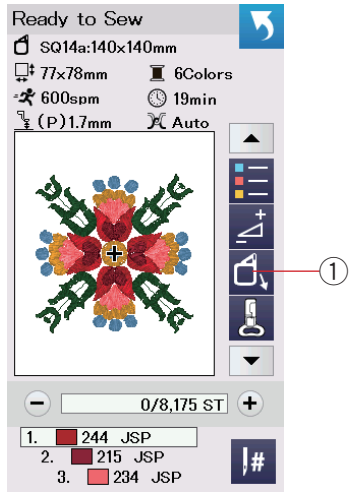 Ready to Sew
SQ14a:140×140mm
77×78mm 6Colors
600spm 19min
(P)1.7mm Auto
①
0/8,175 ST
1. 244 JSP
2. 215 JSP
3. 234 JSP
#